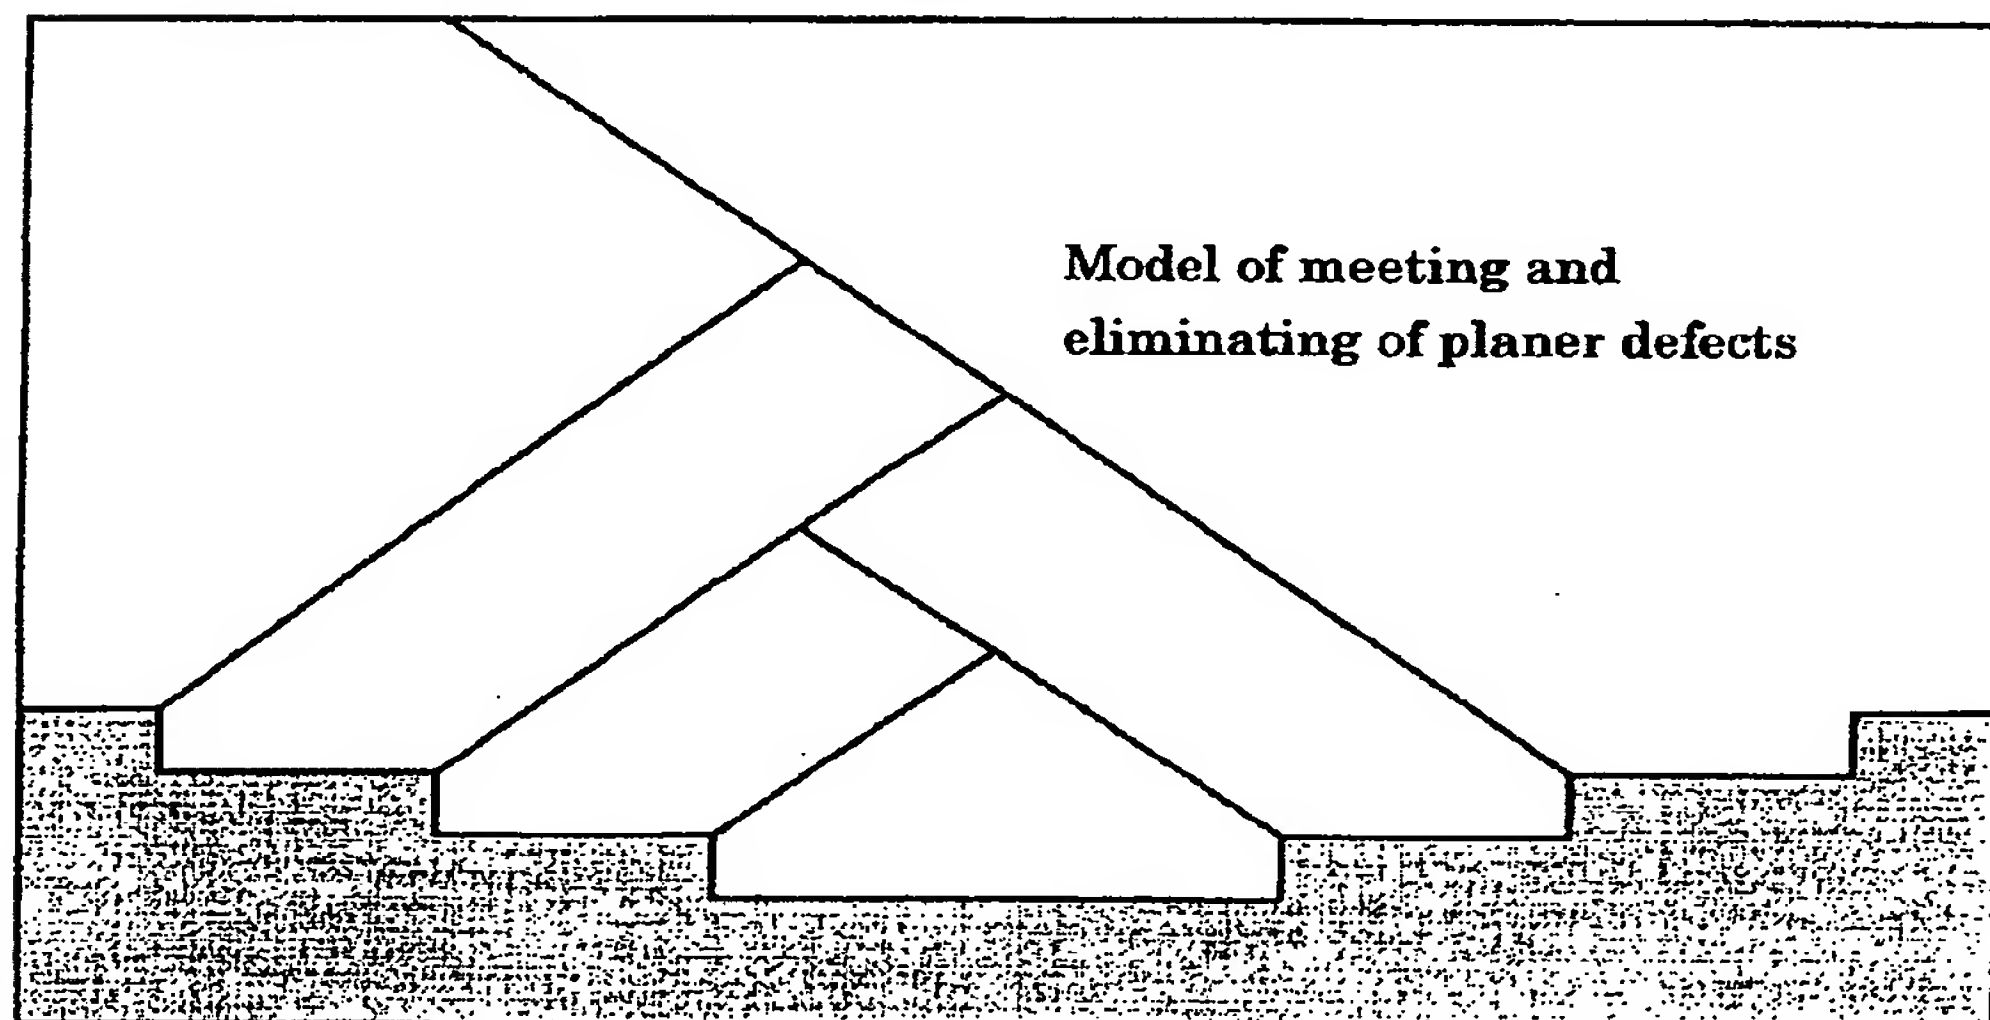 Model of meeting and
eliminating of planer defects